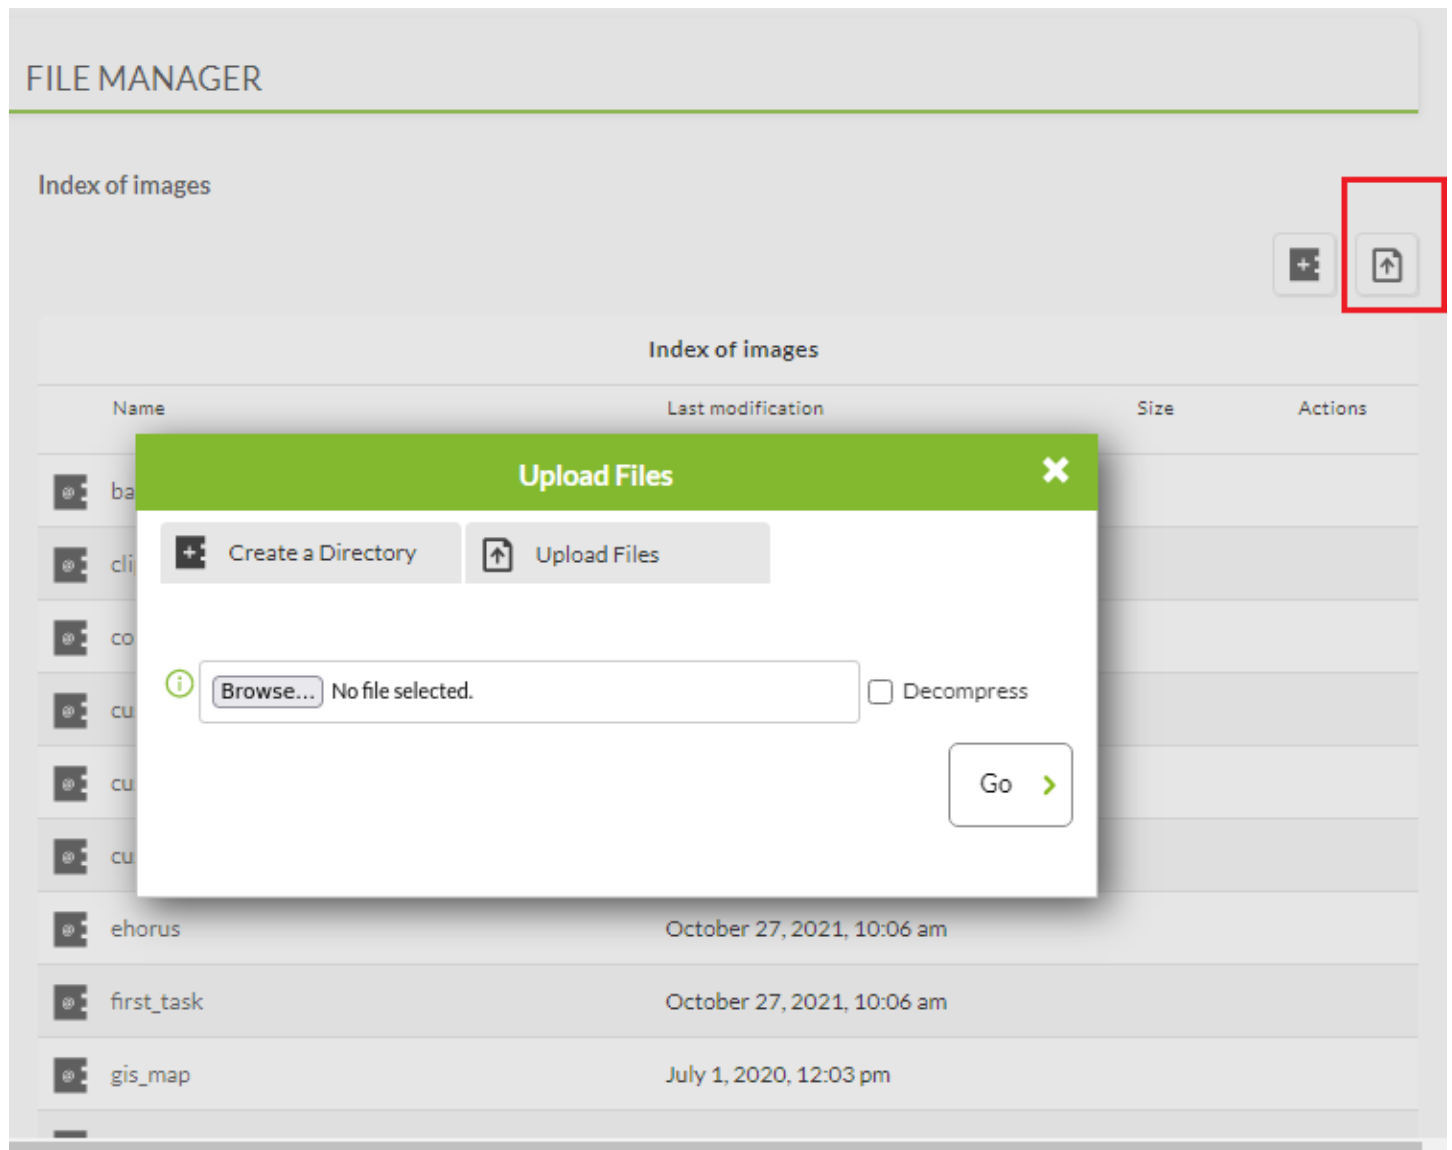 FILE MANAGER
Index of images
Index of images
Name Last modification Size Actions
Upload Files
Create a Directory Upload Files
Browse... No file selected. Decompress
Go
ehorus October 27, 2021, 10:06 am
first_task October 27, 2021, 10:06 am
gis_map July 1, 2020, 12:03 pm